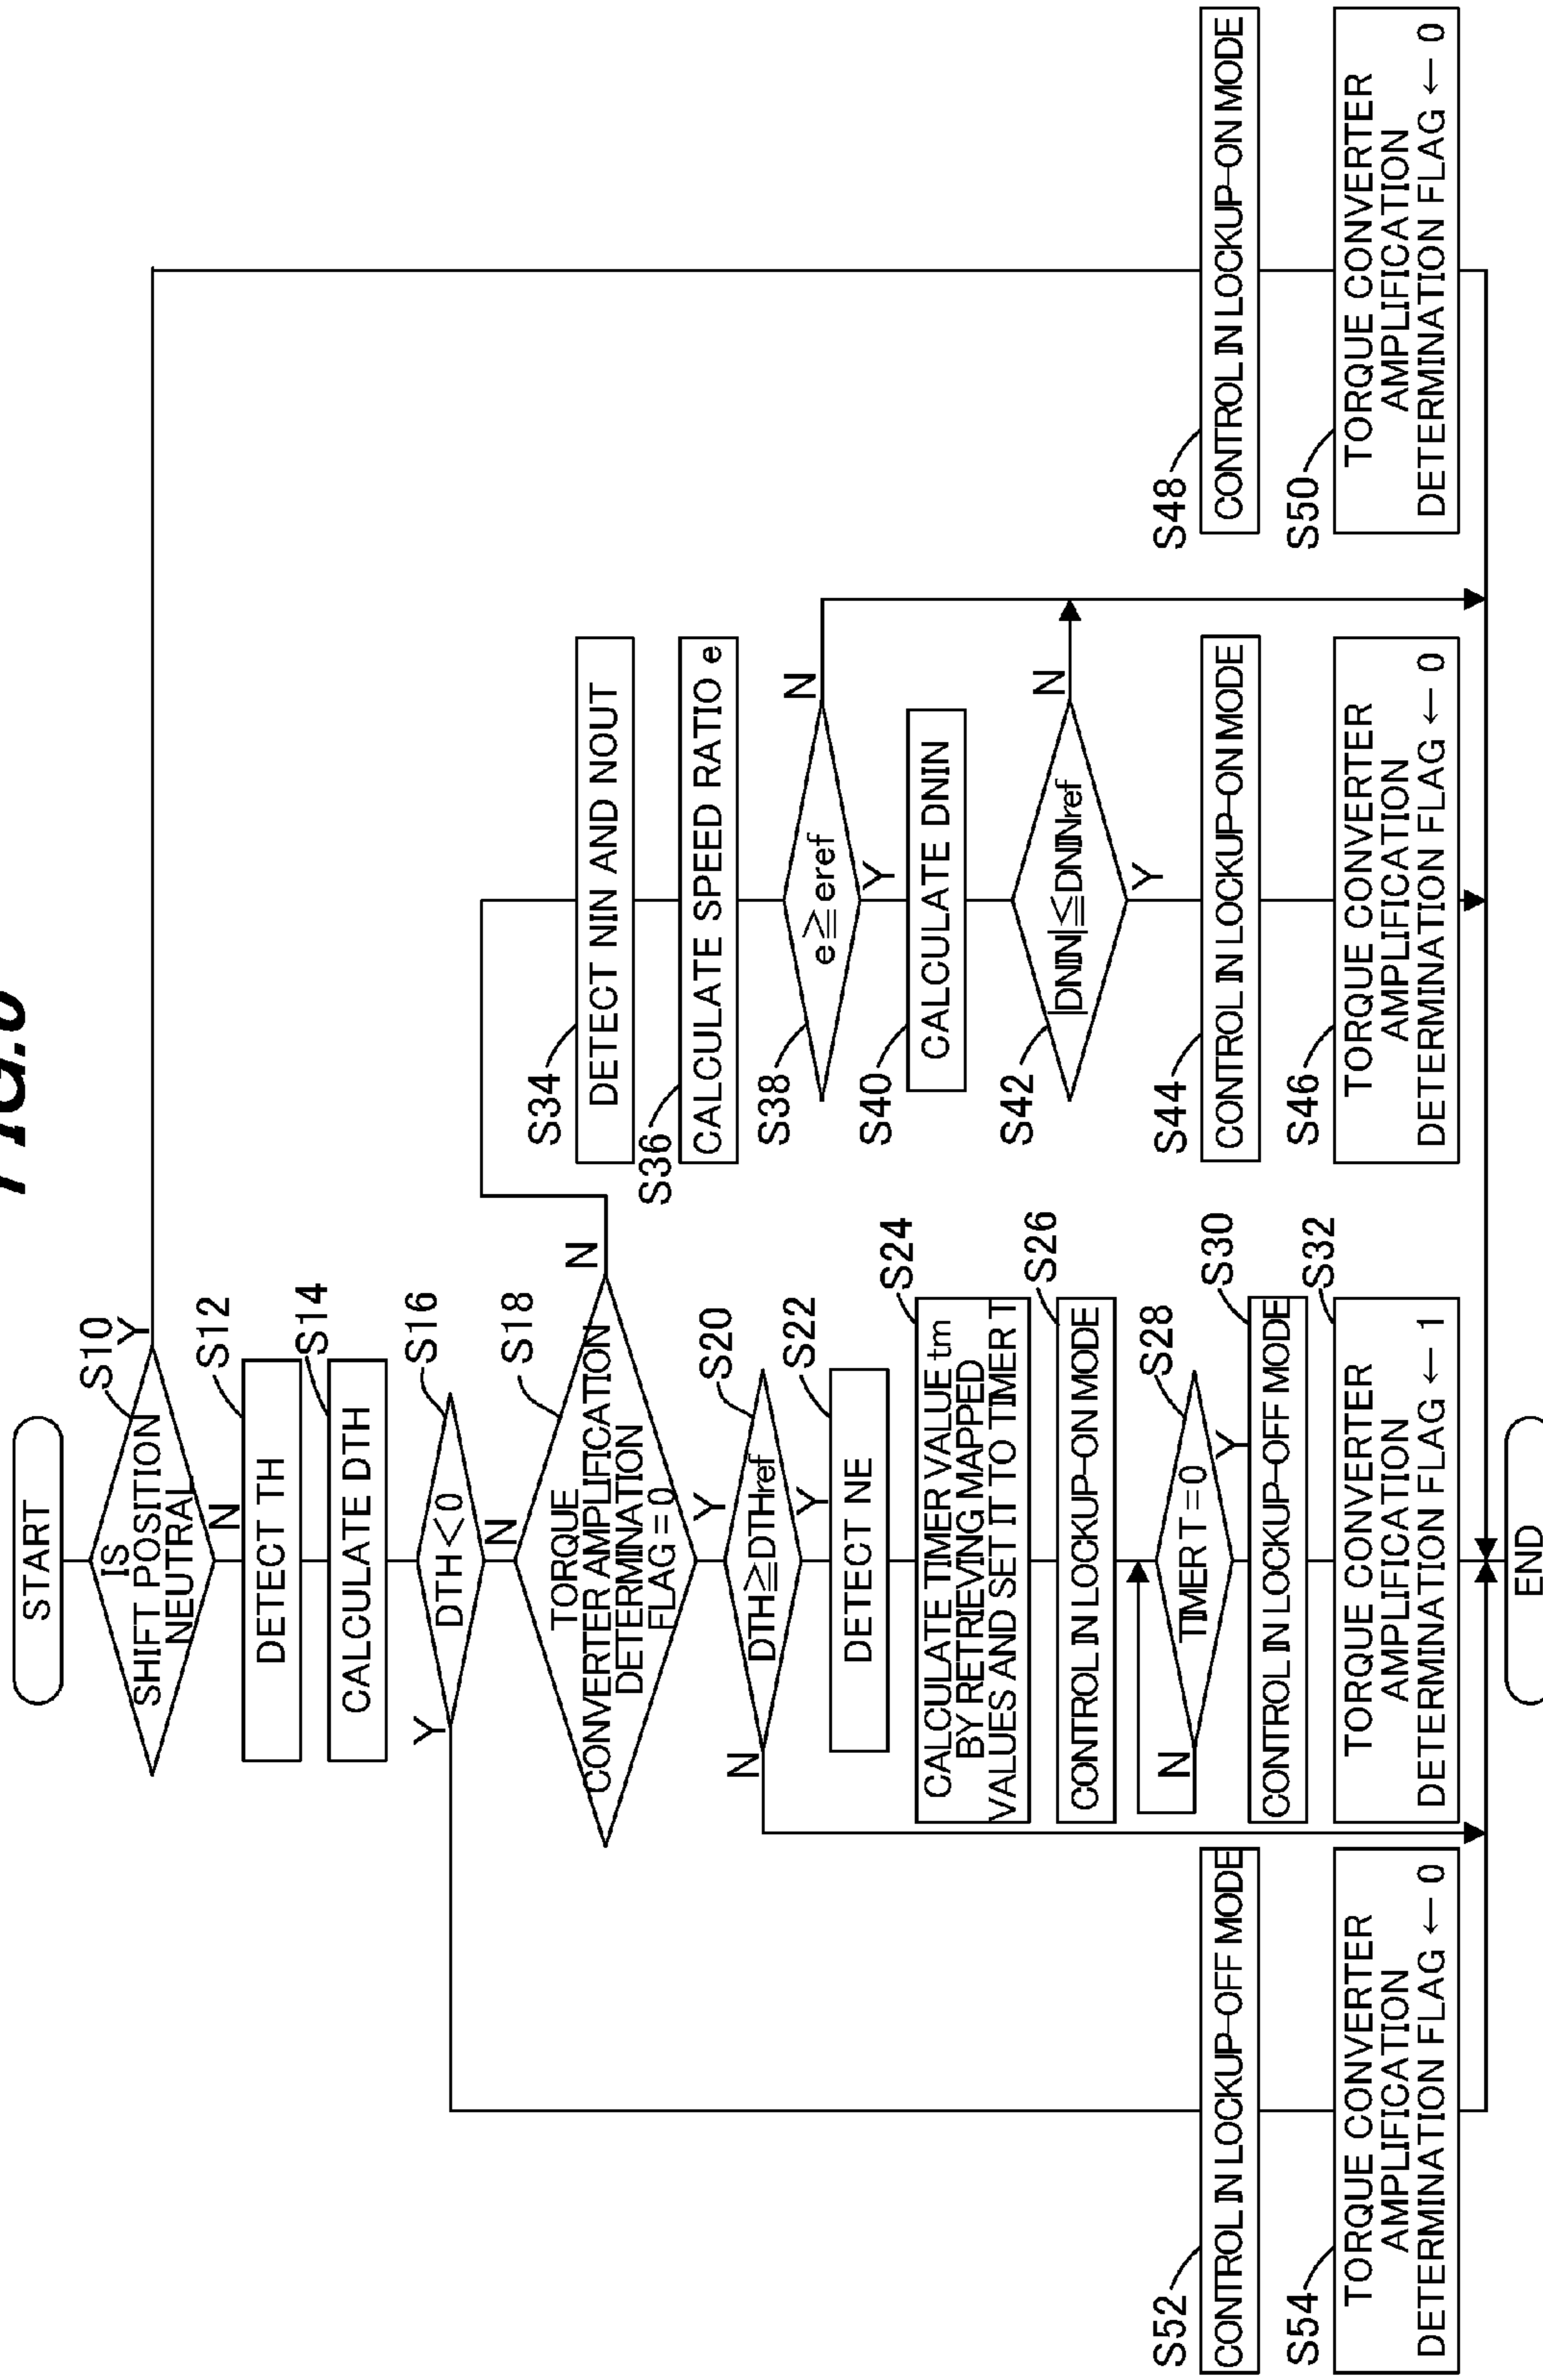 START
S10
IS
SHIFT POSITION
NEUTRAL
Y
N
S12
DETECT TH
S14
CALCULATE DTH
S16
DTH<0
Y
N
S18
TORQUE
CONVERTER AMPLIFICATION
DETERMINATION
FLAG=0
N
Y
S20
DTH≧DTHref
N
Y
S22
DETECT NE
S24
CALCULATE TIMER VALUE tm
BY RETRIEVING MAPPED
VALUES AND SET IT TO TIMER T
S26
CONTROL IN LOCKUP-ON MODE
S28
TIMER T=0
N
Y
S30
CONTROL IN LOCKUP-OFF MODE
S32
TORQUE CONVERTER
AMPLIFICATION
DETERMINATION FLAG ← 1
S34
DETECT NIN AND NOUT
S36
CALCULATE SPEED RATIO e
S38
e≧eref
N
Y
S40
CALCULATE DNIN
S42
|DNIN|≦DNINref
N
Y
S44
CONTROL IN LOCKUP-ON MODE
S46
TORQUE CONVERTER
AMPLIFICATION
DETERMINATION FLAG ← 0
S48
CONTROL IN LOCKUP-ON MODE
S50
TORQUE CONVERTER
AMPLIFICATION
DETERMINATION FLAG ← 0
S52
CONTROL IN LOCKUP-OFF MODE
S54
TORQUE CONVERTER
AMPLIFICATION
DETERMINATION FLAG ← 0
END